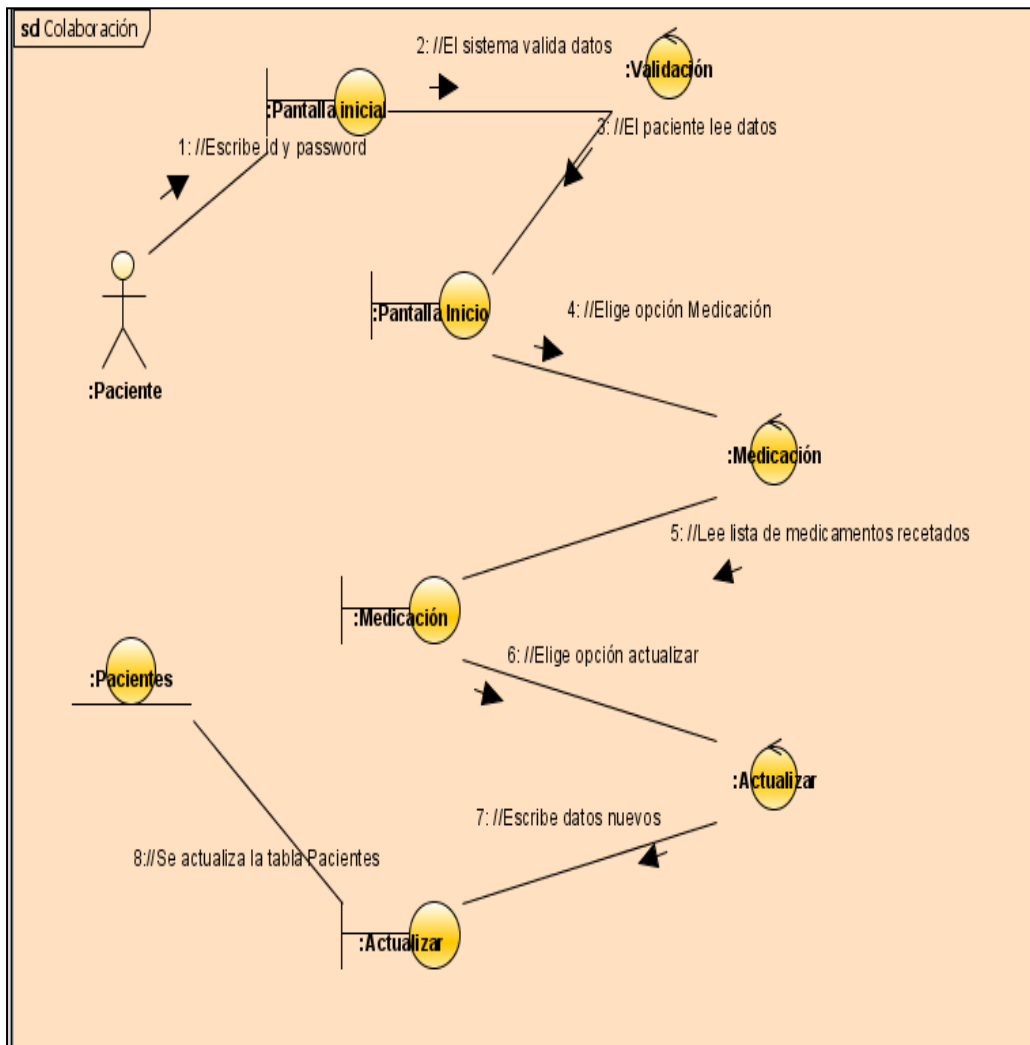 sd Colaboración
2: //El sistema valida datos
:Validación
:Pantalla inicial
3: //El paciente lee datos
1: //Escribe Id y password
:Pantalla Inicio
4: //Elige opción Medicación
:Paciente
:Medicación
5: //Lee lista de medicamentos recetados
:Medicación
6: //Elige opción actualizar
:Pacientes
:Actualizar
7: //Escribe datos nuevos
8://Se actualiza la tabla Pacientes
:Actualizar